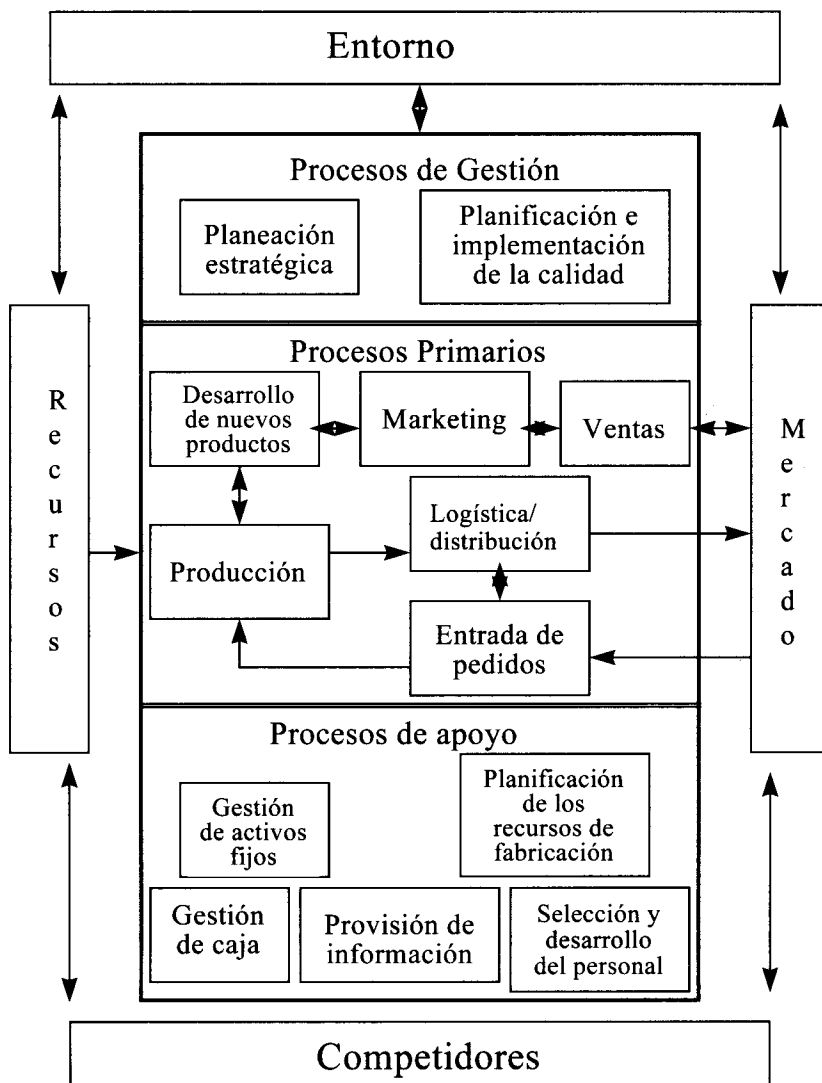 Entorno
Procesos de Gestión
Planeación
estratégica
Planificación e
implementación
de la calidad
Recursos
Procesos Primarios
Desarrollo
de nuevos
productos
Marketing
Ventas
Mercado
Producción
Logística/
distribución
Entrada de
pedidos
Procesos de apoyo
Gestión
de activos
fijos
Planificación
de los
recursos de
fabricación
Gestión
de caja
Provisión de
información
Selección y
desarrollo
del personal
Competidores